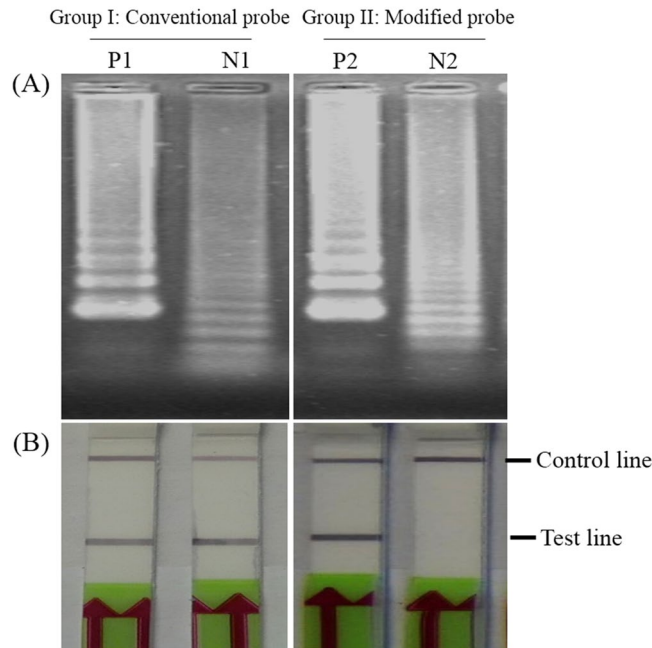 Group I: Conventional probe
Group II: Modified probe
P1
N1
P2
N2
(A)
(B)
Control line
Test line